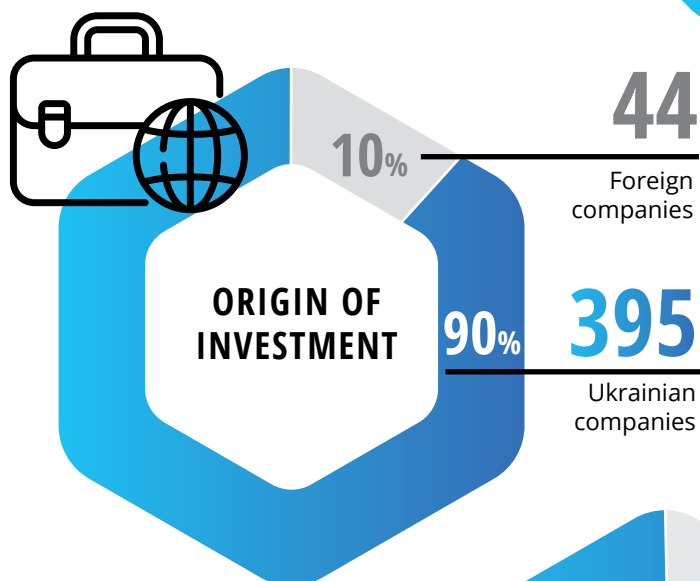 44
10%
Foreign
companies
ORIGIN OF
INVESTMENT
90%
395
Ukrainian
companies